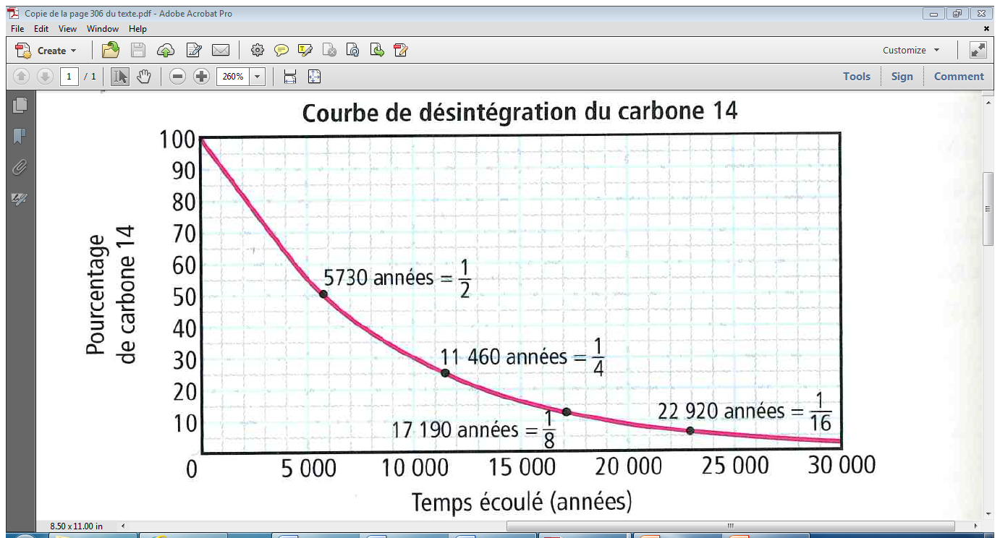 Copie de la page 306 du texte.pdf - Adobe Acrobat Pro
File Edit View Window Help
Create Customize
1 / 1 260% Tools Sign Comment
Courbe de désintégration du carbone 14
100
90
80
70
60
50
40
30
20
10
0
Pourcentage
de carbone 14
5730 années = 1/2
11 460 années = 1/4
17 190 années = 1/8
22 920 années = 1/16
5 000 10 000 15 000 20 000 25 000 30 000
Temps écoulé (années)
8.50 x 11.00 in